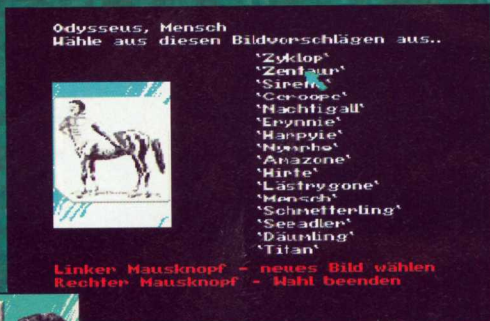 Odysseus, Mensch
Wähle aus diesen Bildvorschlägen aus..
'Zyklop'
'Zentaur'
'Sirene'
'Cercope'
'Nachtigall'
'Erynnie'
'Harpyie'
'Nymphe'
'Amazone'
'Hirte'
'Lästrygone'
'Mensch'
'Schmetterling'
'Seeadler'
'Däumling'
'Titan'
Linker Mausknopf - neues Bild wählen
Rechter Mausknopf - Wahl beenden